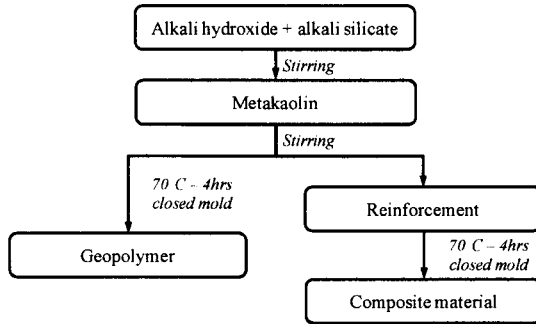 Alkali hydroxide + alkali silicate
Stirring
Metakaolin
Stirring
70 C – 4hrs
closed mold
Reinforcement
Geopolymer
70 C – 4hrs
closed mold
Composite material